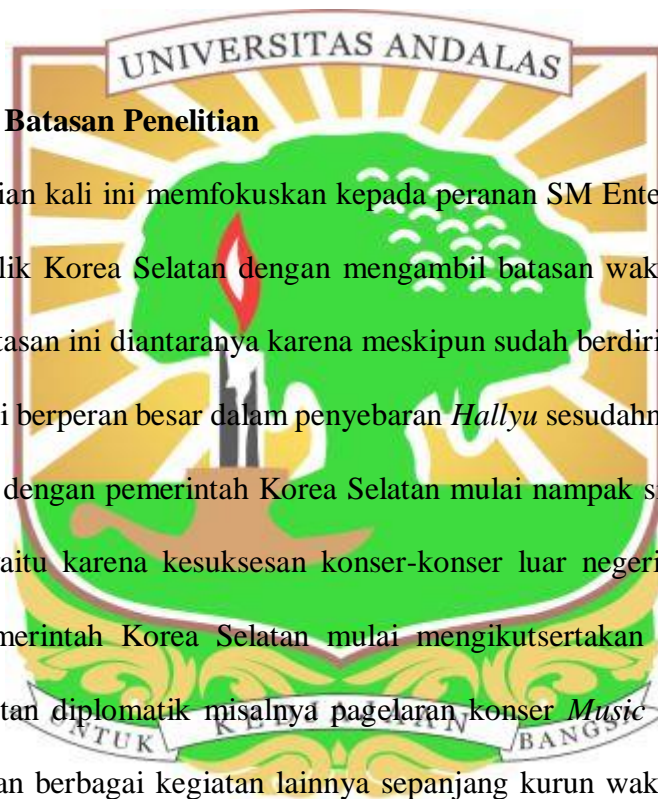 UNIVERSITAS ANDALAS
Batasan Penelitian
ian kali ini memfokuskan kepada peranan SM Ente
lik Korea Selatan dengan mengambil batasan wak
tasan ini diantaranya karena meskipun sudah berdiri
i berperan besar dalam penyebaran Hallyu sesudahn
dengan pemerintah Korea Selatan mulai nampak s
aitu karena kesuksesan konser-konser luar negeri
merintah Korea Selatan mulai mengikutsertakan
tan diplomatik misalnya pagelaran konser Music
UNTUK KEDJAJAAN BANGSA
an berbagai kegiatan lainnya sepanjang kurun wak